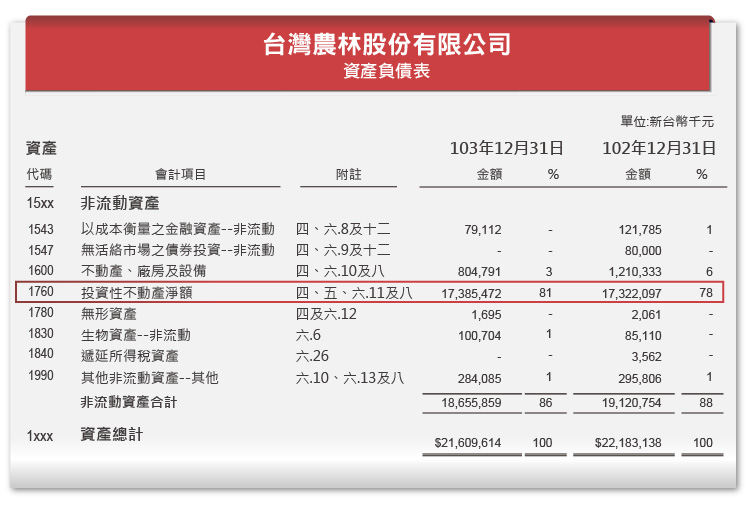 台灣農林股份有限公司
資產負債表
單位:新台幣千元
資產 103年12月31日 102年12月31日
代碼 會計項目 附註 金額 % 金額 %
15xx 非流動資產
1543 以成本衡量之金融資產--非流動 四、六.8及十二 79,112 - 121,785 1
1547 無活絡市場之債券投資--非流動 四、六.9及十二 - - 80,000 -
1600 不動產、廠房及設備 四、六.10及八 804,791 3 1,210,333 6
1760 投資性不動產淨額 四、五、六.11及八 17,385,472 81 17,322,097 78
1780 無形資產 四及六.12 1,695 - 2,061 -
1830 生物資產--非流動 六.6 100,704 1 85,110 -
1840 遞延所得稅資產 六.26 - - 3,562 -
1990 其他非流動資產--其他 六.10、六.13及八 284,085 1 295,806 1
非流動資產合計 18,655,859 86 19,120,754 88
1xxx 資產總計 $21,609,614 100 $22,183,138 100